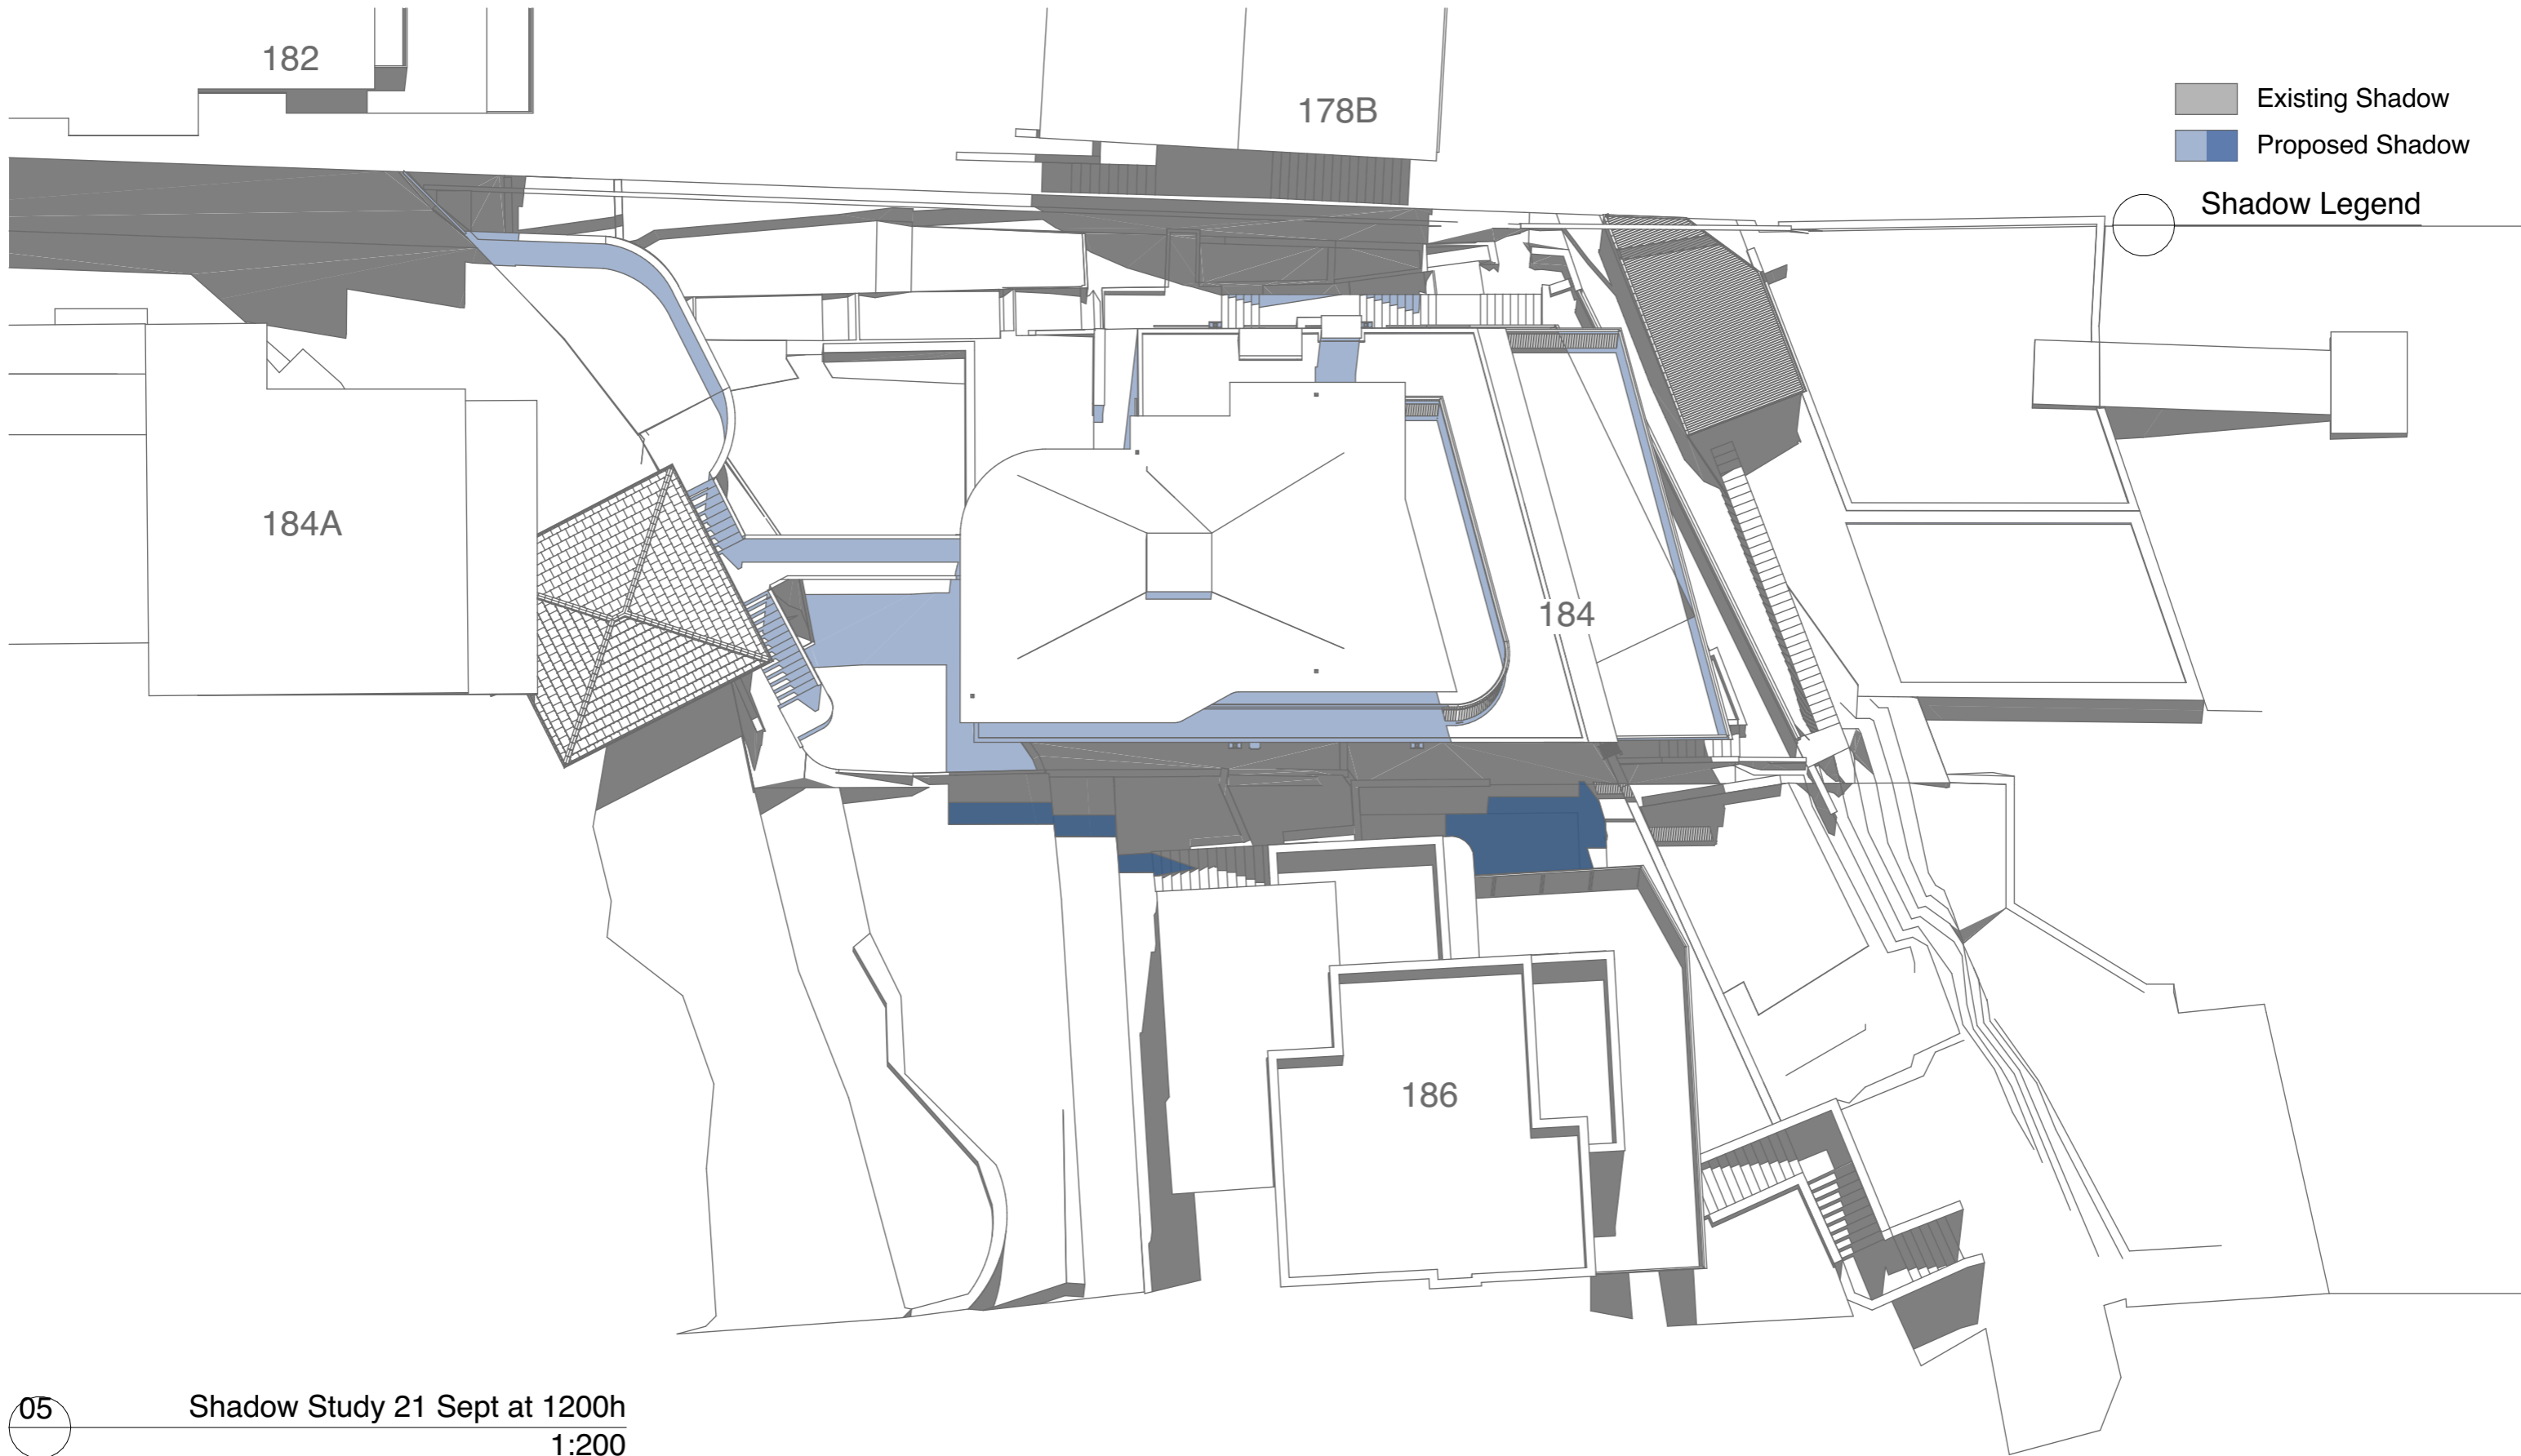 182
178B
Existing Shadow
Proposed Shadow
Shadow Legend
184A
184
186
05
Shadow Study 21 Sept at 1200h
1:200